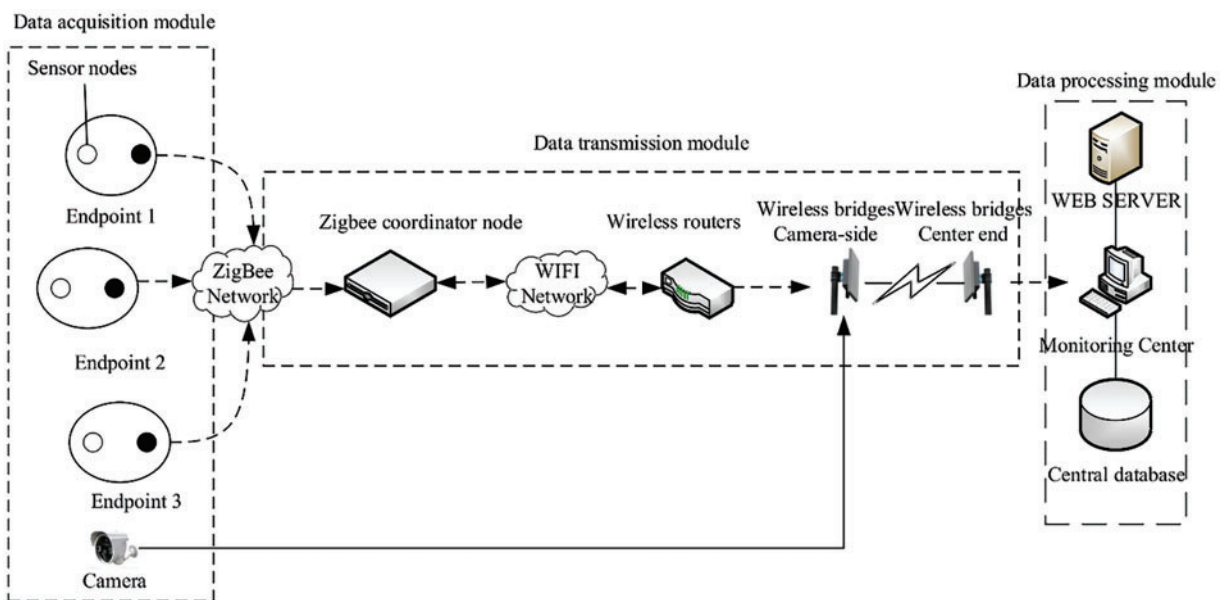 Data acquisition module
Sensor nodes
Endpoint 1
Endpoint 2
Endpoint 3
Camera
ZigBee
Network
Data transmission module
Zigbee coordinator node
WIFI
Network
Wireless routers
Wireless bridges
Camera-side
Wireless bridges
Center end
Data processing module
WEB SERVER
Monitoring Center
Central database